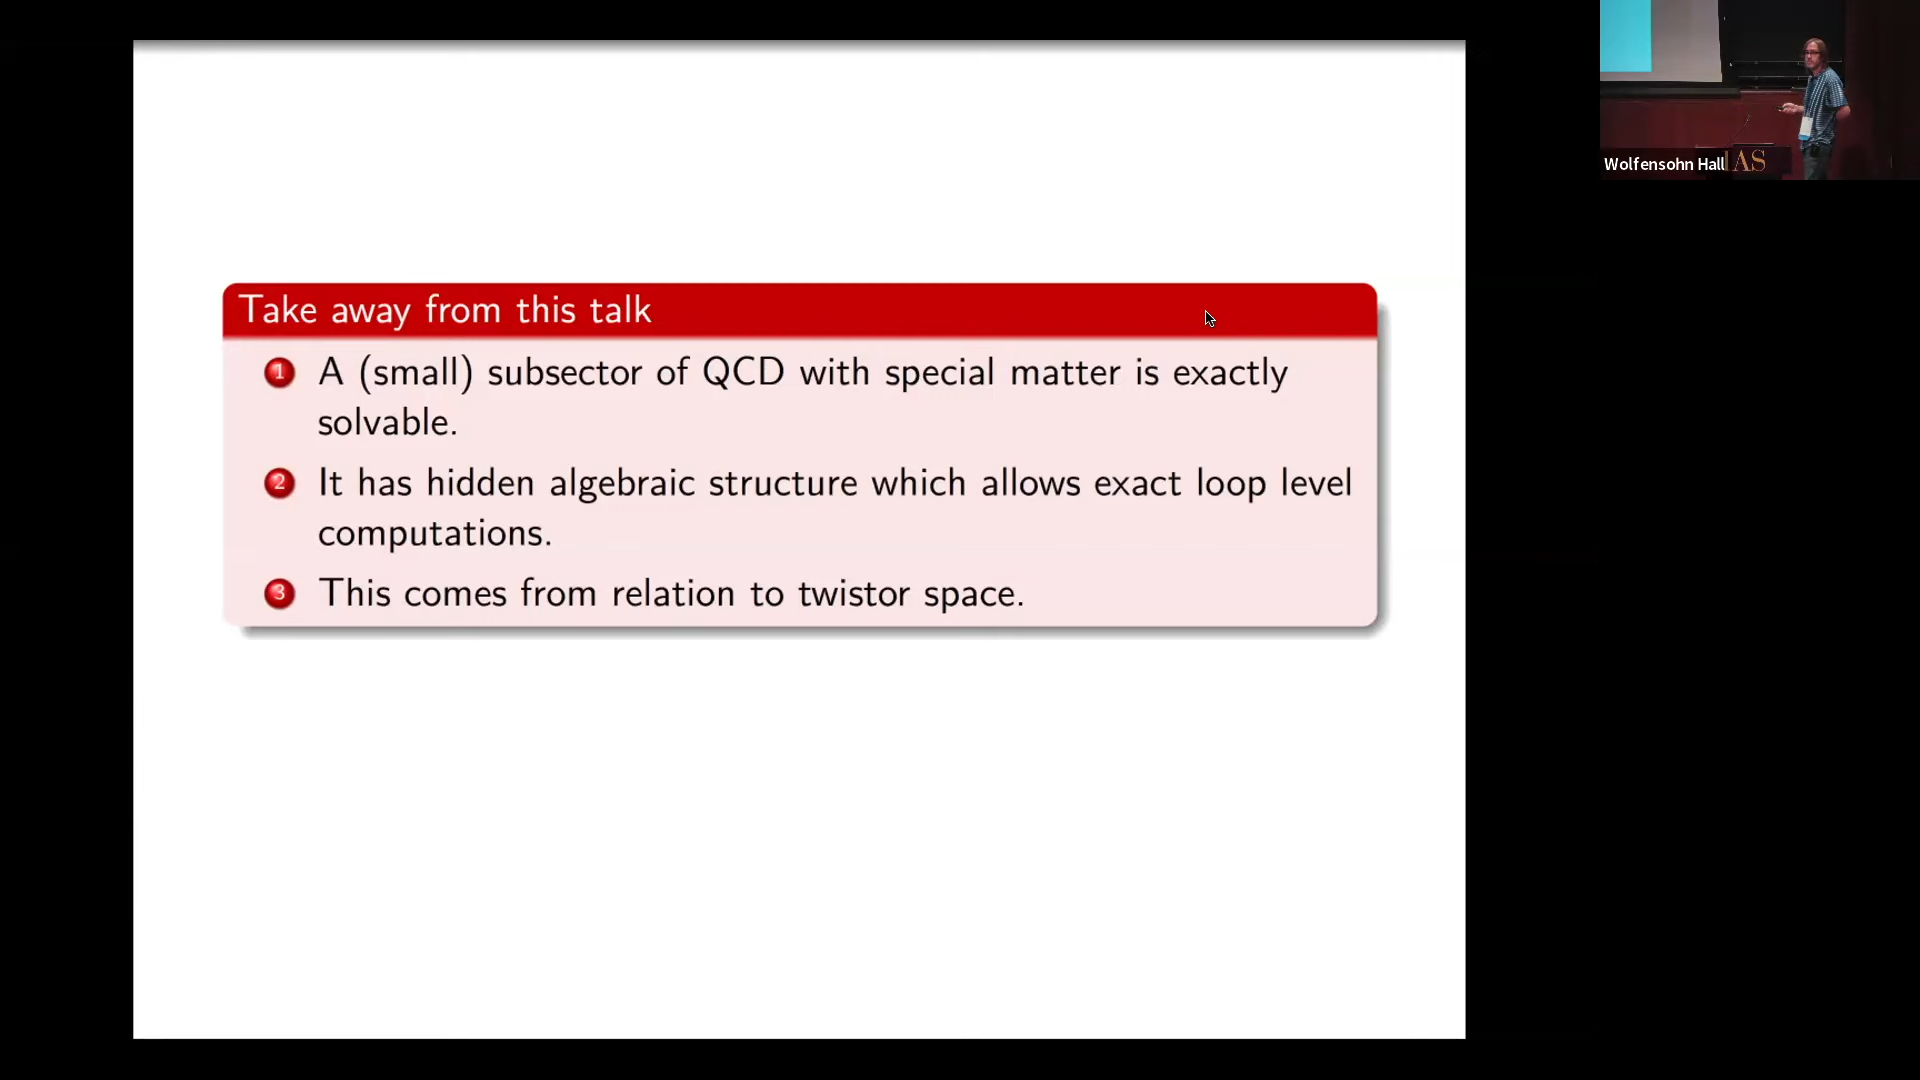 Take away from this talk
1 A (small) subsector of QCD with special matter is exactly
solvable.
2 It has hidden algebraic structure which allows exact loop level
computations.
3 This comes from relation to twistor space.
Wolfensohn Hall
IAS